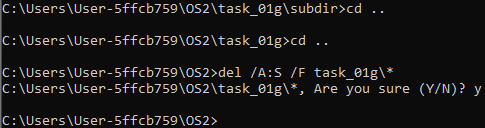 C:\Users\User-5ffcb759\OS2\task_01g\subdir>cd ..
C:\Users\User-5ffcb759\OS2\task_01g>cd ..
C:\Users\User-5ffcb759\OS2>del /A:S /F task_01g\*
C:\Users\User-5ffcb759\OS2\task_01g\*, Are you sure (Y/N)? y
C:\Users\User-5ffcb759\OS2>